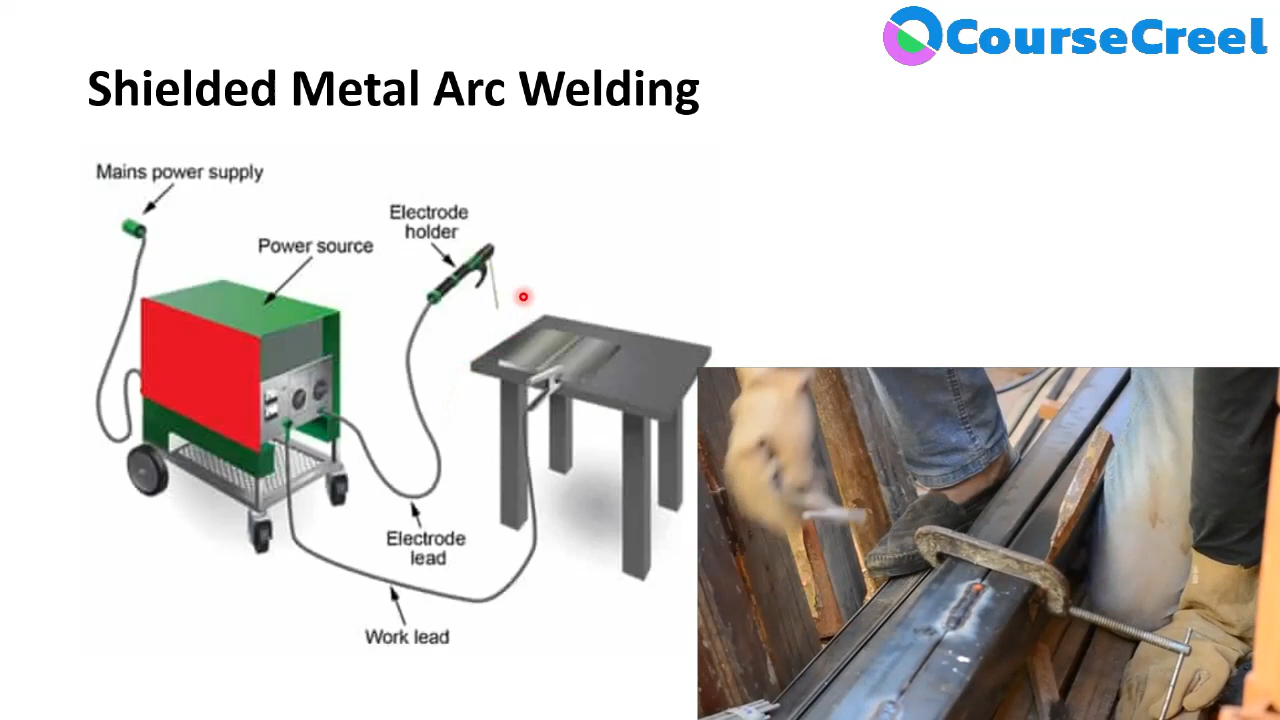 CourseCreel
Shielded Metal Arc Welding
Mains power supply
Electrode
holder
Power source
Electrode
lead
Work lead